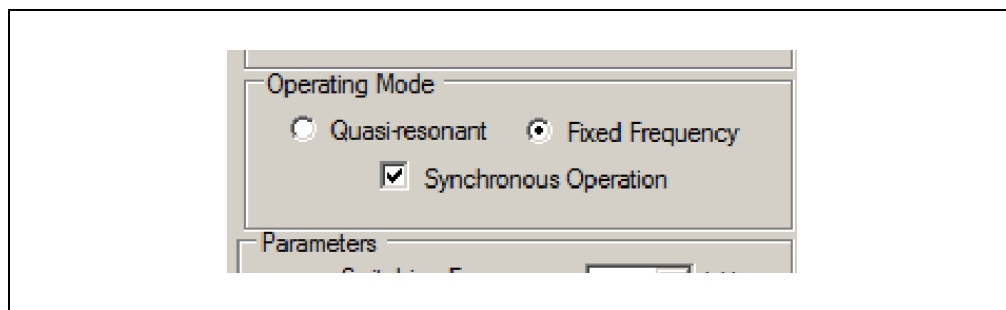 Operating Mode
Quasi-resonant Fixed Frequency
Synchronous Operation
Parameters